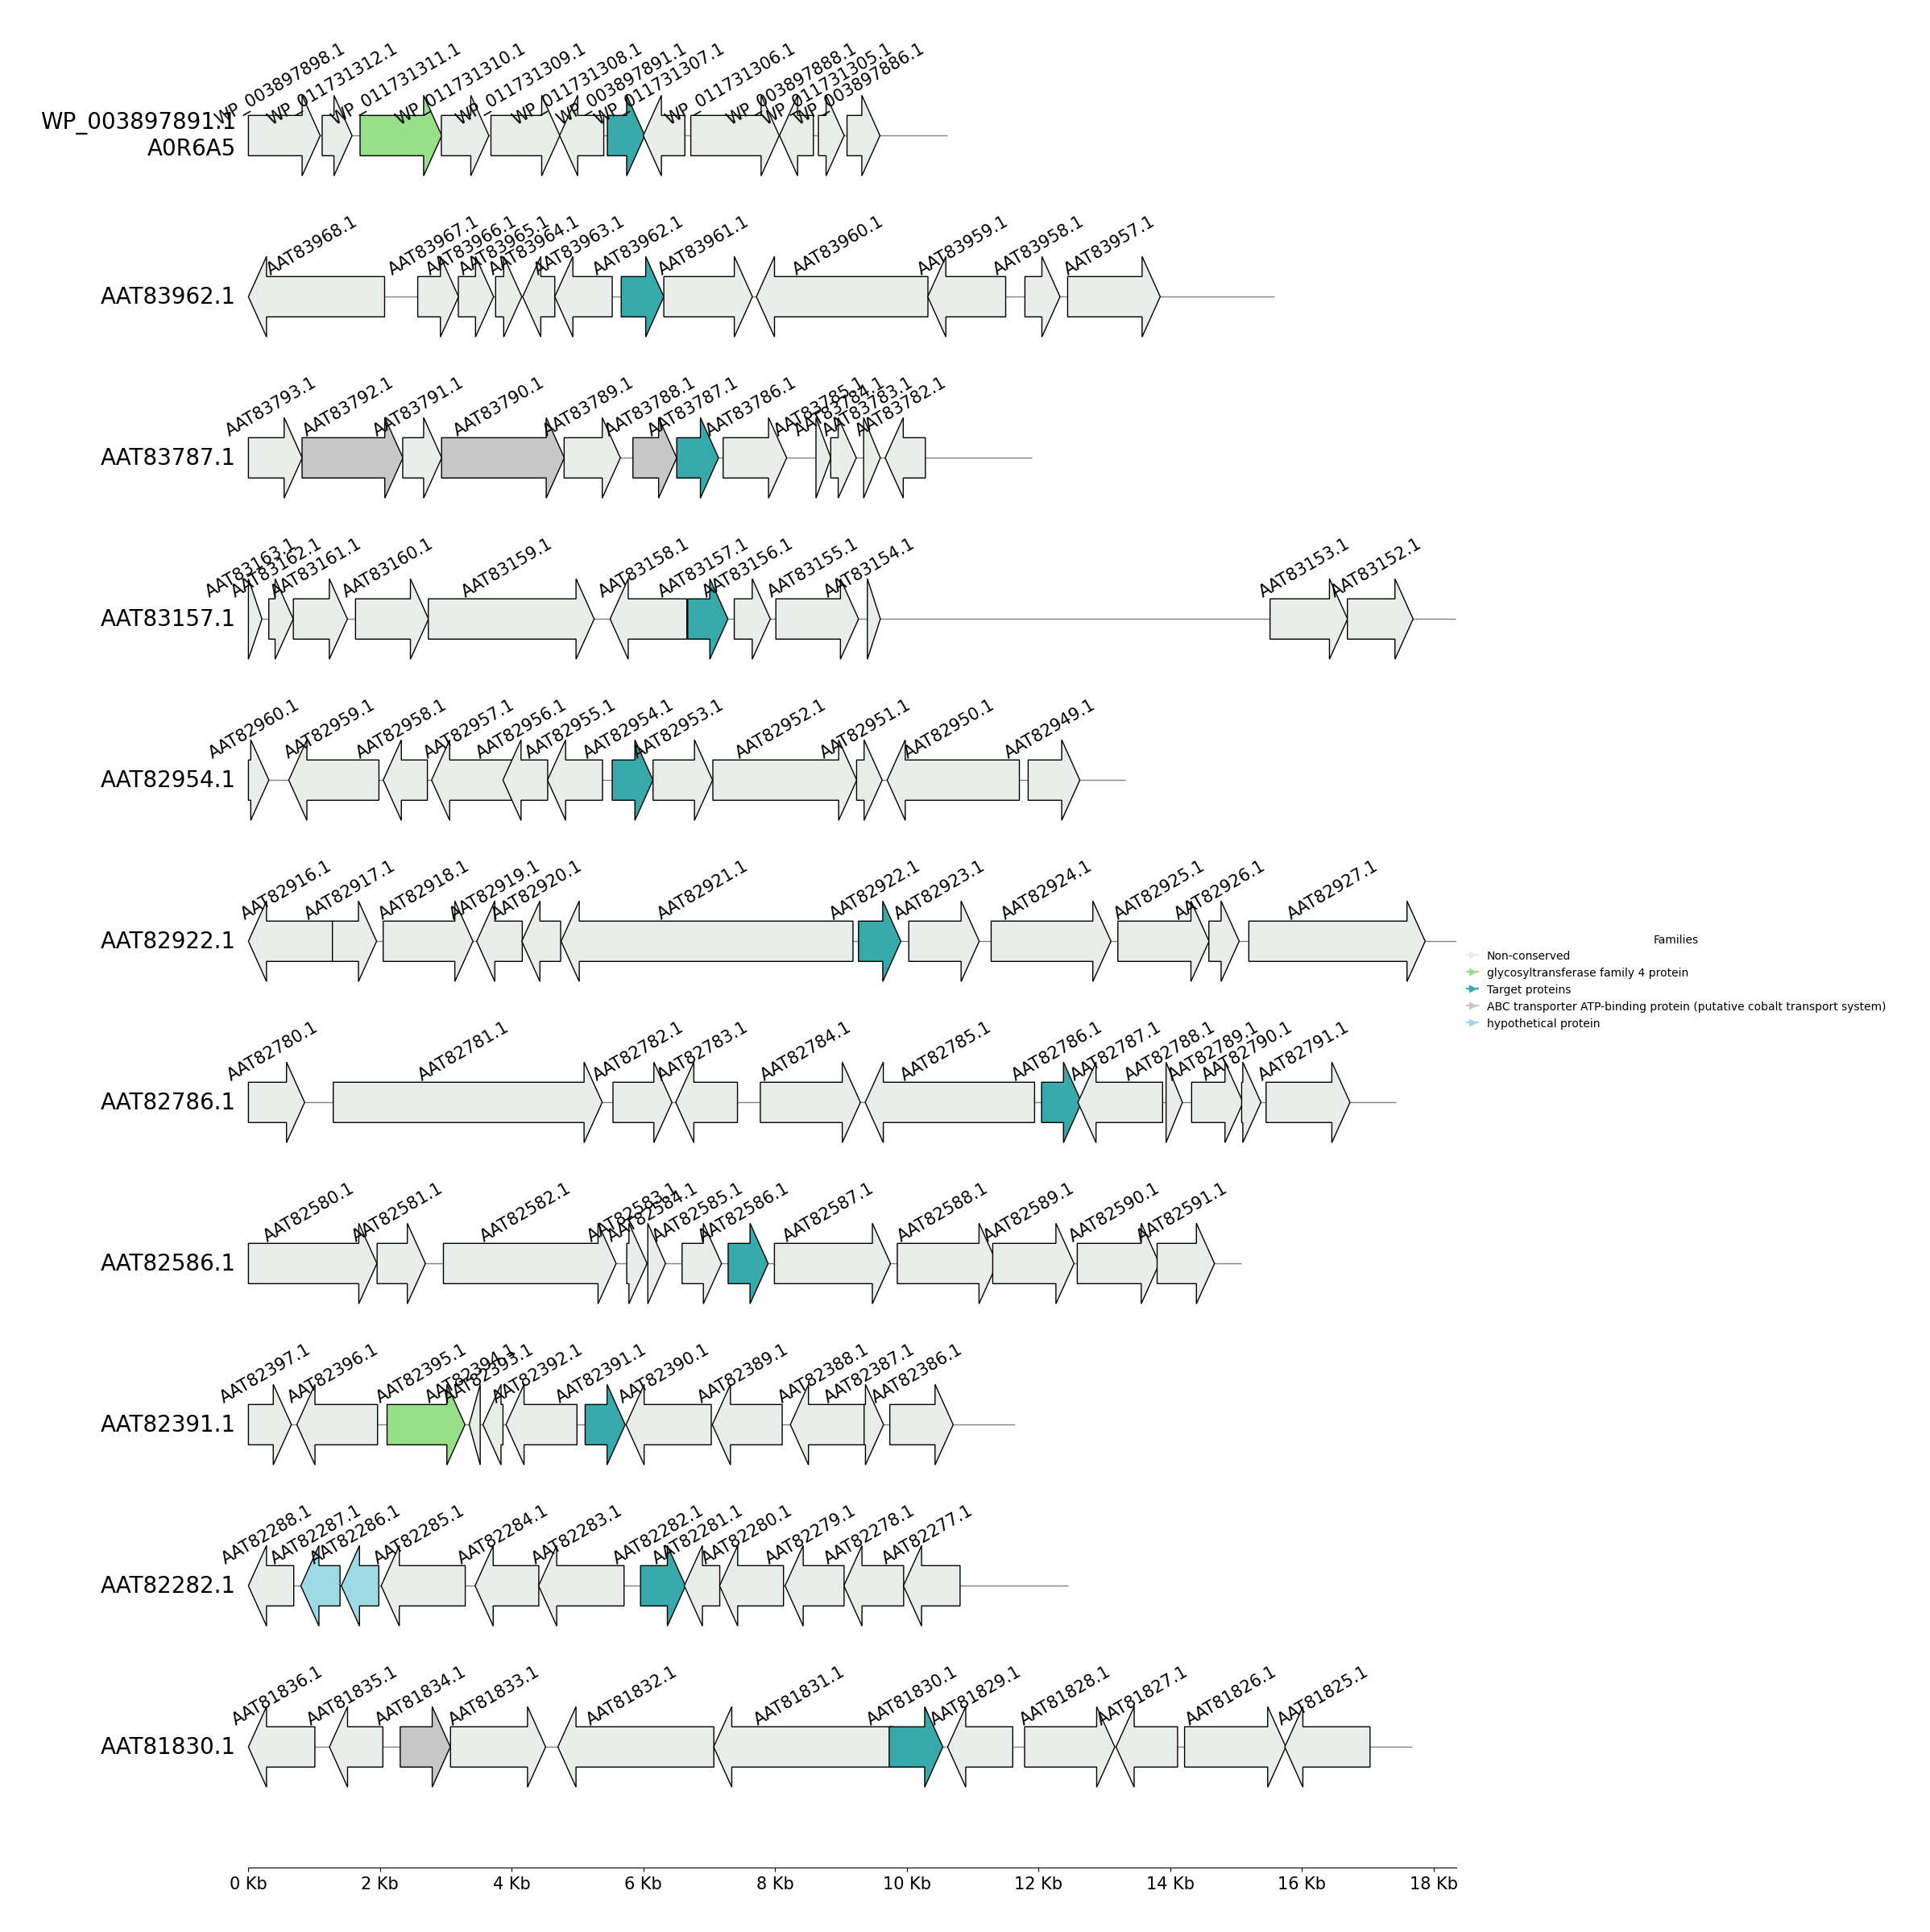 WP_003897898.1 WP_011731312.1 WP_011731311.1 WP_011731310.1 WP_011731309.1 WP_011731308.1 WP_003897891.1 WP_011731307.1 WP_011731306.1 WP_003897888.1 WP_011731305.1 WP_003897886.1
WP_003897891.1
A0R6A5
AAT83968.1 AAT83967.1 AAT83966.1 AAT83965.1 AAT83964.1 AAT83963.1 AAT83962.1 AAT83961.1 AAT83960.1 AAT83959.1 AAT83958.1 AAT83957.1
AAT83962.1
AAT83793.1 AAT83792.1 AAT83791.1 AAT83790.1 AAT83789.1 AAT83788.1 AAT83787.1 AAT83786.1 AAT83785.1 AAT83784.1 AAT83783.1 AAT83782.1
AAT83787.1
AAT83163.1 AAT83162.1 AAT83161.1 AAT83160.1 AAT83159.1 AAT83158.1 AAT83157.1 AAT83156.1 AAT83155.1 AAT83154.1 AAT83153.1 AAT83152.1
AAT83157.1
AAT82960.1 AAT82959.1 AAT82958.1 AAT82957.1 AAT82956.1 AAT82955.1 AAT82954.1 AAT82953.1 AAT82952.1 AAT82951.1 AAT82950.1 AAT82949.1
AAT82954.1
AAT82916.1 AAT82917.1 AAT82918.1 AAT82919.1 AAT82920.1 AAT82921.1 AAT82922.1 AAT82923.1 AAT82924.1 AAT82925.1 AAT82926.1 AAT82927.1
AAT82922.1
Families
Non-conserved
glycosyltransferase family 4 protein
Target proteins
ABC transporter ATP-binding protein (putative cobalt transport system)
hypothetical protein
AAT82780.1 AAT82781.1 AAT82782.1 AAT82783.1 AAT82784.1 AAT82785.1 AAT82786.1 AAT82787.1 AAT82788.1 AAT82789.1 AAT82790.1 AAT82791.1
AAT82786.1
AAT82580.1 AAT82581.1 AAT82582.1 AAT82583.1 AAT82584.1 AAT82585.1 AAT82586.1 AAT82587.1 AAT82588.1 AAT82589.1 AAT82590.1 AAT82591.1
AAT82586.1
AAT82397.1 AAT82396.1 AAT82395.1 AAT82394.1 AAT82393.1 AAT82392.1 AAT82391.1 AAT82390.1 AAT82389.1 AAT82388.1 AAT82387.1 AAT82386.1
AAT82391.1
AAT82288.1 AAT82287.1 AAT82286.1 AAT82285.1 AAT82284.1 AAT82283.1 AAT82282.1 AAT82281.1 AAT82280.1 AAT82279.1 AAT82278.1 AAT82277.1
AAT82282.1
AAT81836.1 AAT81835.1 AAT81834.1 AAT81833.1 AAT81832.1 AAT81831.1 AAT81830.1 AAT81829.1 AAT81828.1 AAT81827.1 AAT81826.1 AAT81825.1
AAT81830.1
0 Kb 2 Kb 4 Kb 6 Kb 8 Kb 10 Kb 12 Kb 14 Kb 16 Kb 18 Kb